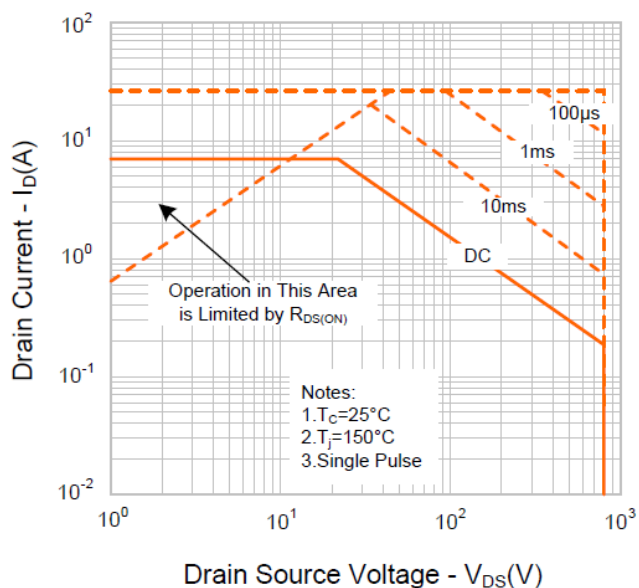 Drain Current - I_D(A)
10²
10¹
10⁰
10⁻¹
10⁻²
100µs
1ms
10ms
DC
Operation in This Area
is Limited by R_DS(ON)
Notes:
1.T_C=25°C
2.T_j=150°C
3.Single Pulse
10⁰
10¹
10²
10³
Drain Source Voltage - V_DS(V)